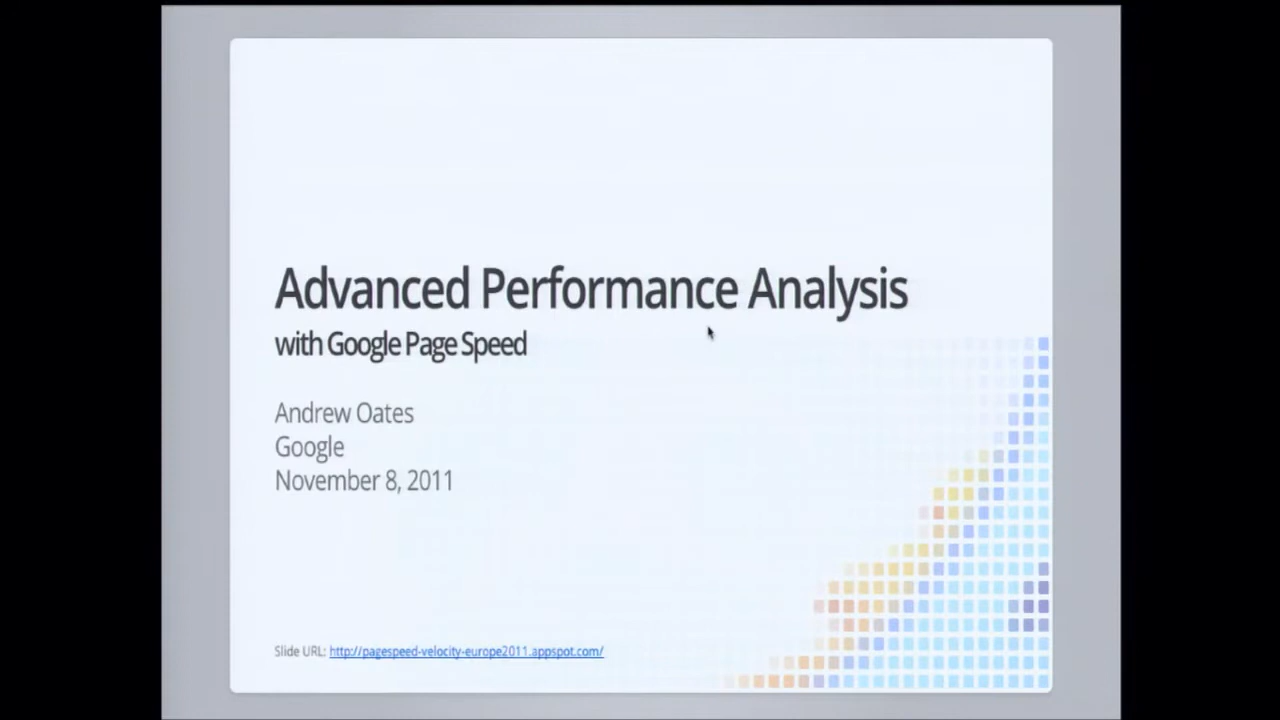 Advanced Performance Analysis
with Google Page Speed
Andrew Oates
Google
November 8, 2011
Slide URL: http://pagespeed-velocity-europe2011.appspot.com/